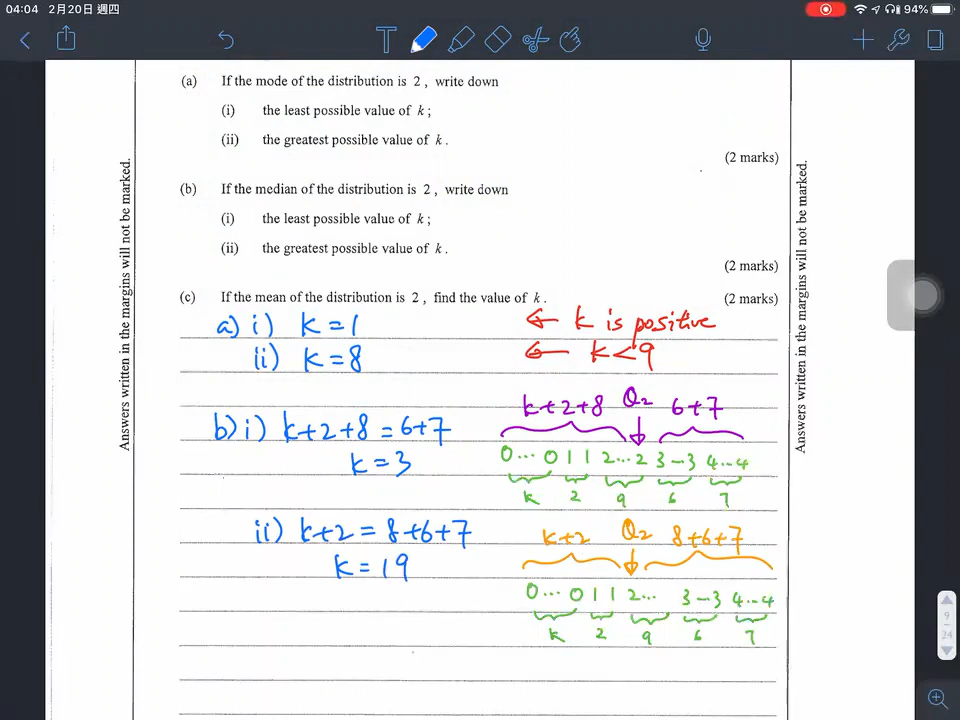 04:04 2月20日 週四
94%
(a) If the mode of the distribution is 2 , write down
(i) the least possible value of k ;
(ii) the greatest possible value of k .
(2 marks)
(b) If the median of the distribution is 2 , write down
(i) the least possible value of k ;
(ii) the greatest possible value of k .
(2 marks)
(c) If the mean of the distribution is 2 , find the value of k .
(2 marks)
Answers written in the margins will not be marked.
Answers written in the margins will not be marked.
a) i) k = 1
← k is positive
ii) k = 8
← k < 9
b) i) k+2+8 = 6+7
k = 3
k+2+8 Q2 6+7
0... 0 1 1 2...2 3--3 4..4
k 2 9 6 7
ii) k+2 = 8+6+7
k = 19
k+2 Q2 8+6+7
0... 0 1 1 2... 3--3 4..4
k 2 9 6 7
9
24